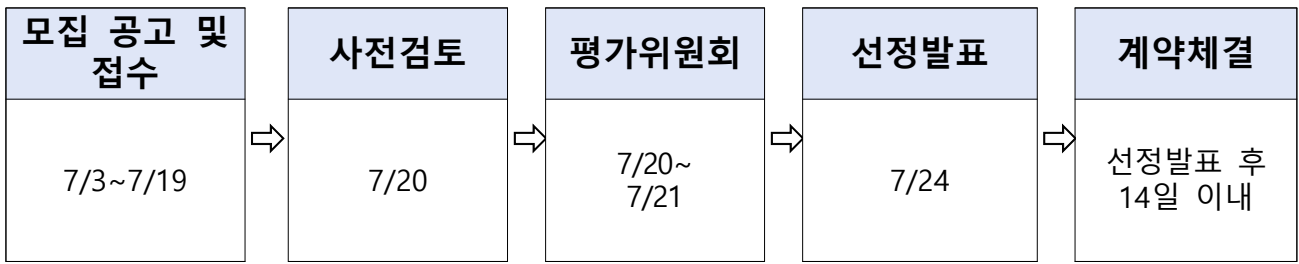 모집 공고 및
접수
사전검토
평가위원회
선정발표
계약체결
7/3~7/19
7/20
7/20~
7/21
7/24
선정발표 후
14일 이내